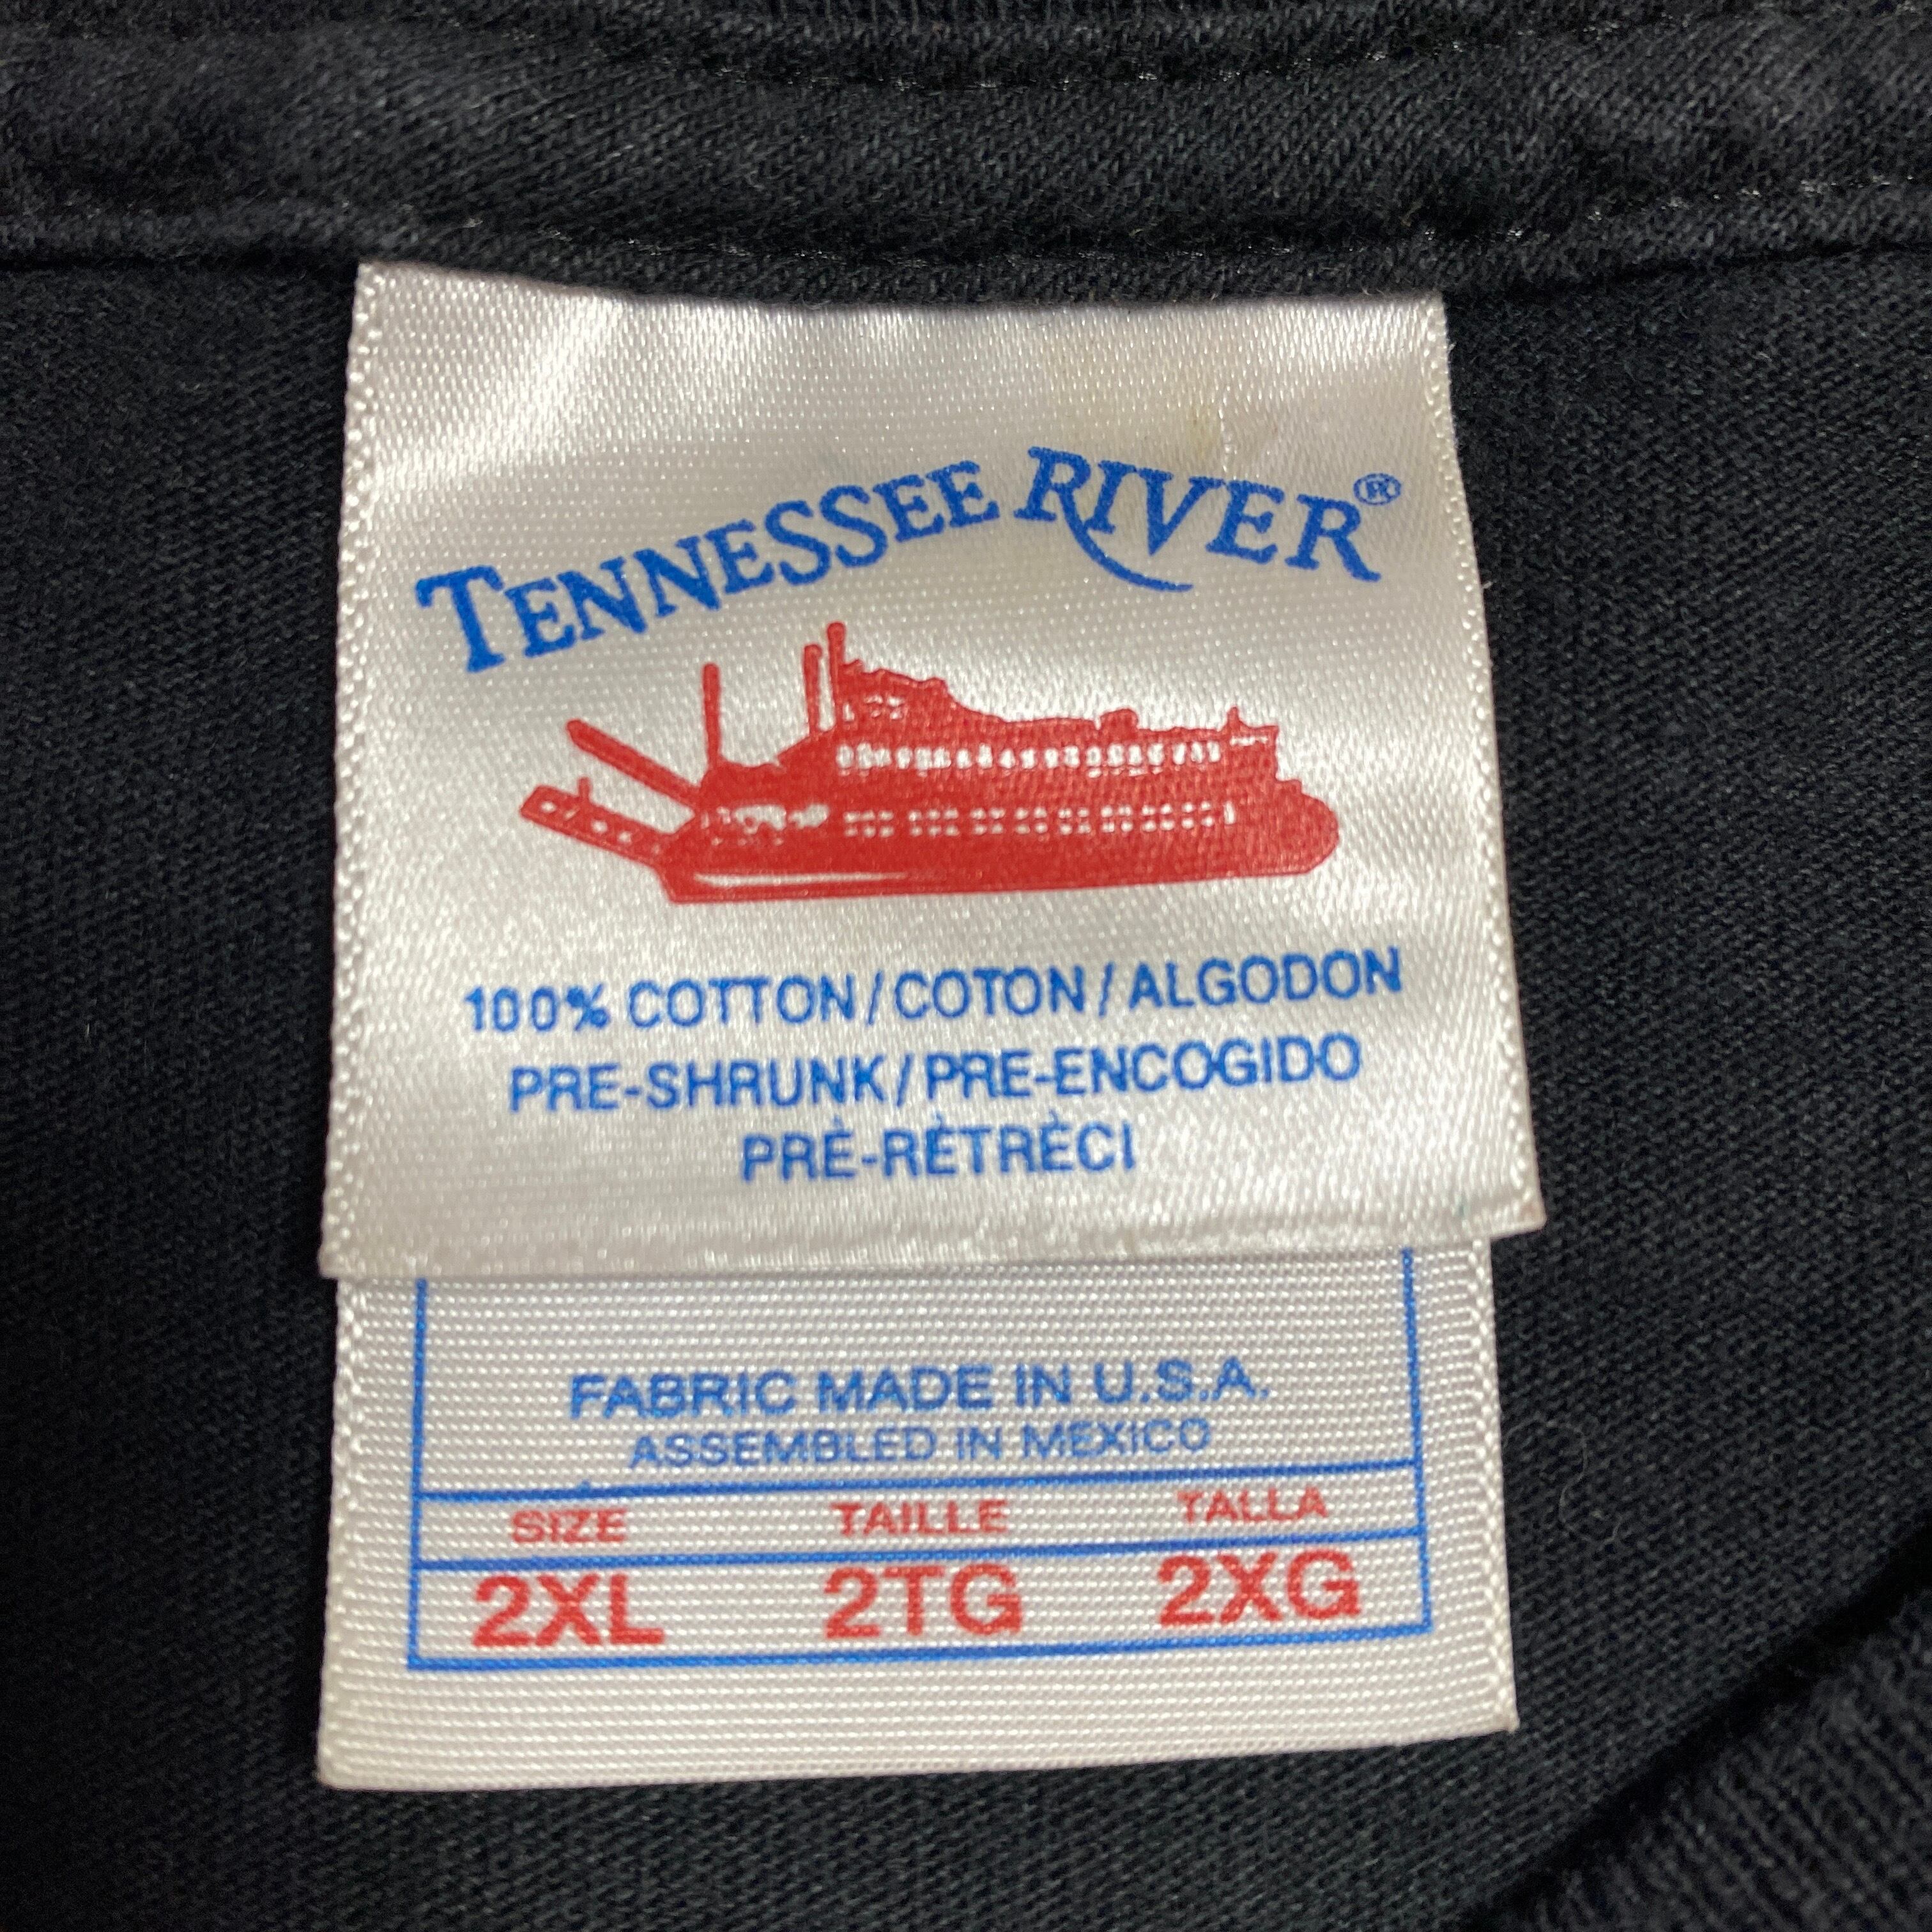 TENNESSEE RIVER®
100% COTTON/COTON/ALGODON
PRE-SHRUNK/PRE-ENCOGIDO
PRÈ-RÈTRÈCI
FABRIC MADE IN U.S.A.
ASSEMBLED IN MEXICO
SIZE TAILLE TALLA
2XL 2TG 2XG